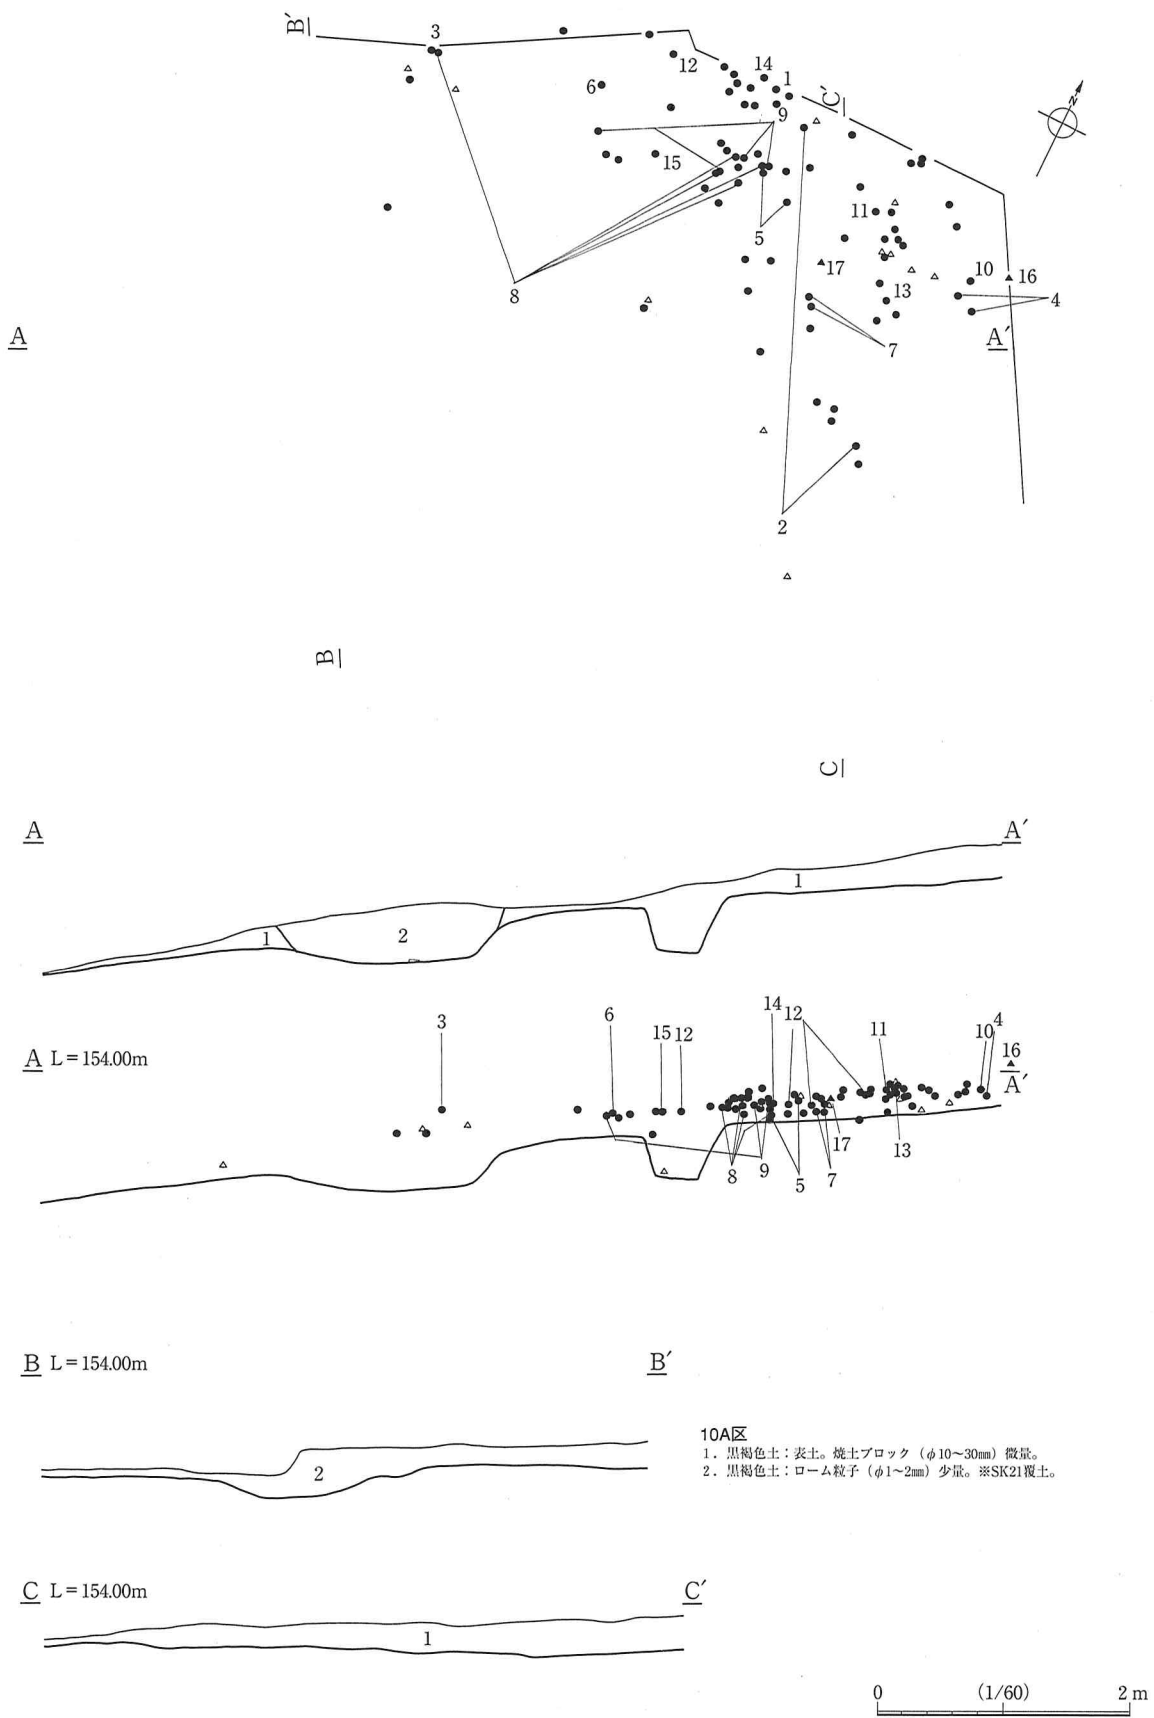 B′
3
12
14
1
6
C′
N
9
15
11
5
17
10
16
8
13
4
A
A′
7
2
B
C
A
A′
1
1
2
3
6
15 12
14 12
11
10 4
16
A L＝154.00m
A′
17
13
8
9
5
7
B L＝154.00m
B′
2
10A区
1．黒褐色土：表土。焼土ブロック（φ10～30㎜）微量。
2．黒褐色土：ローム粒子（φ1～2㎜）少量。※SK21覆土。
C L＝154.00m
C′
1
0 (1/60) 2 m